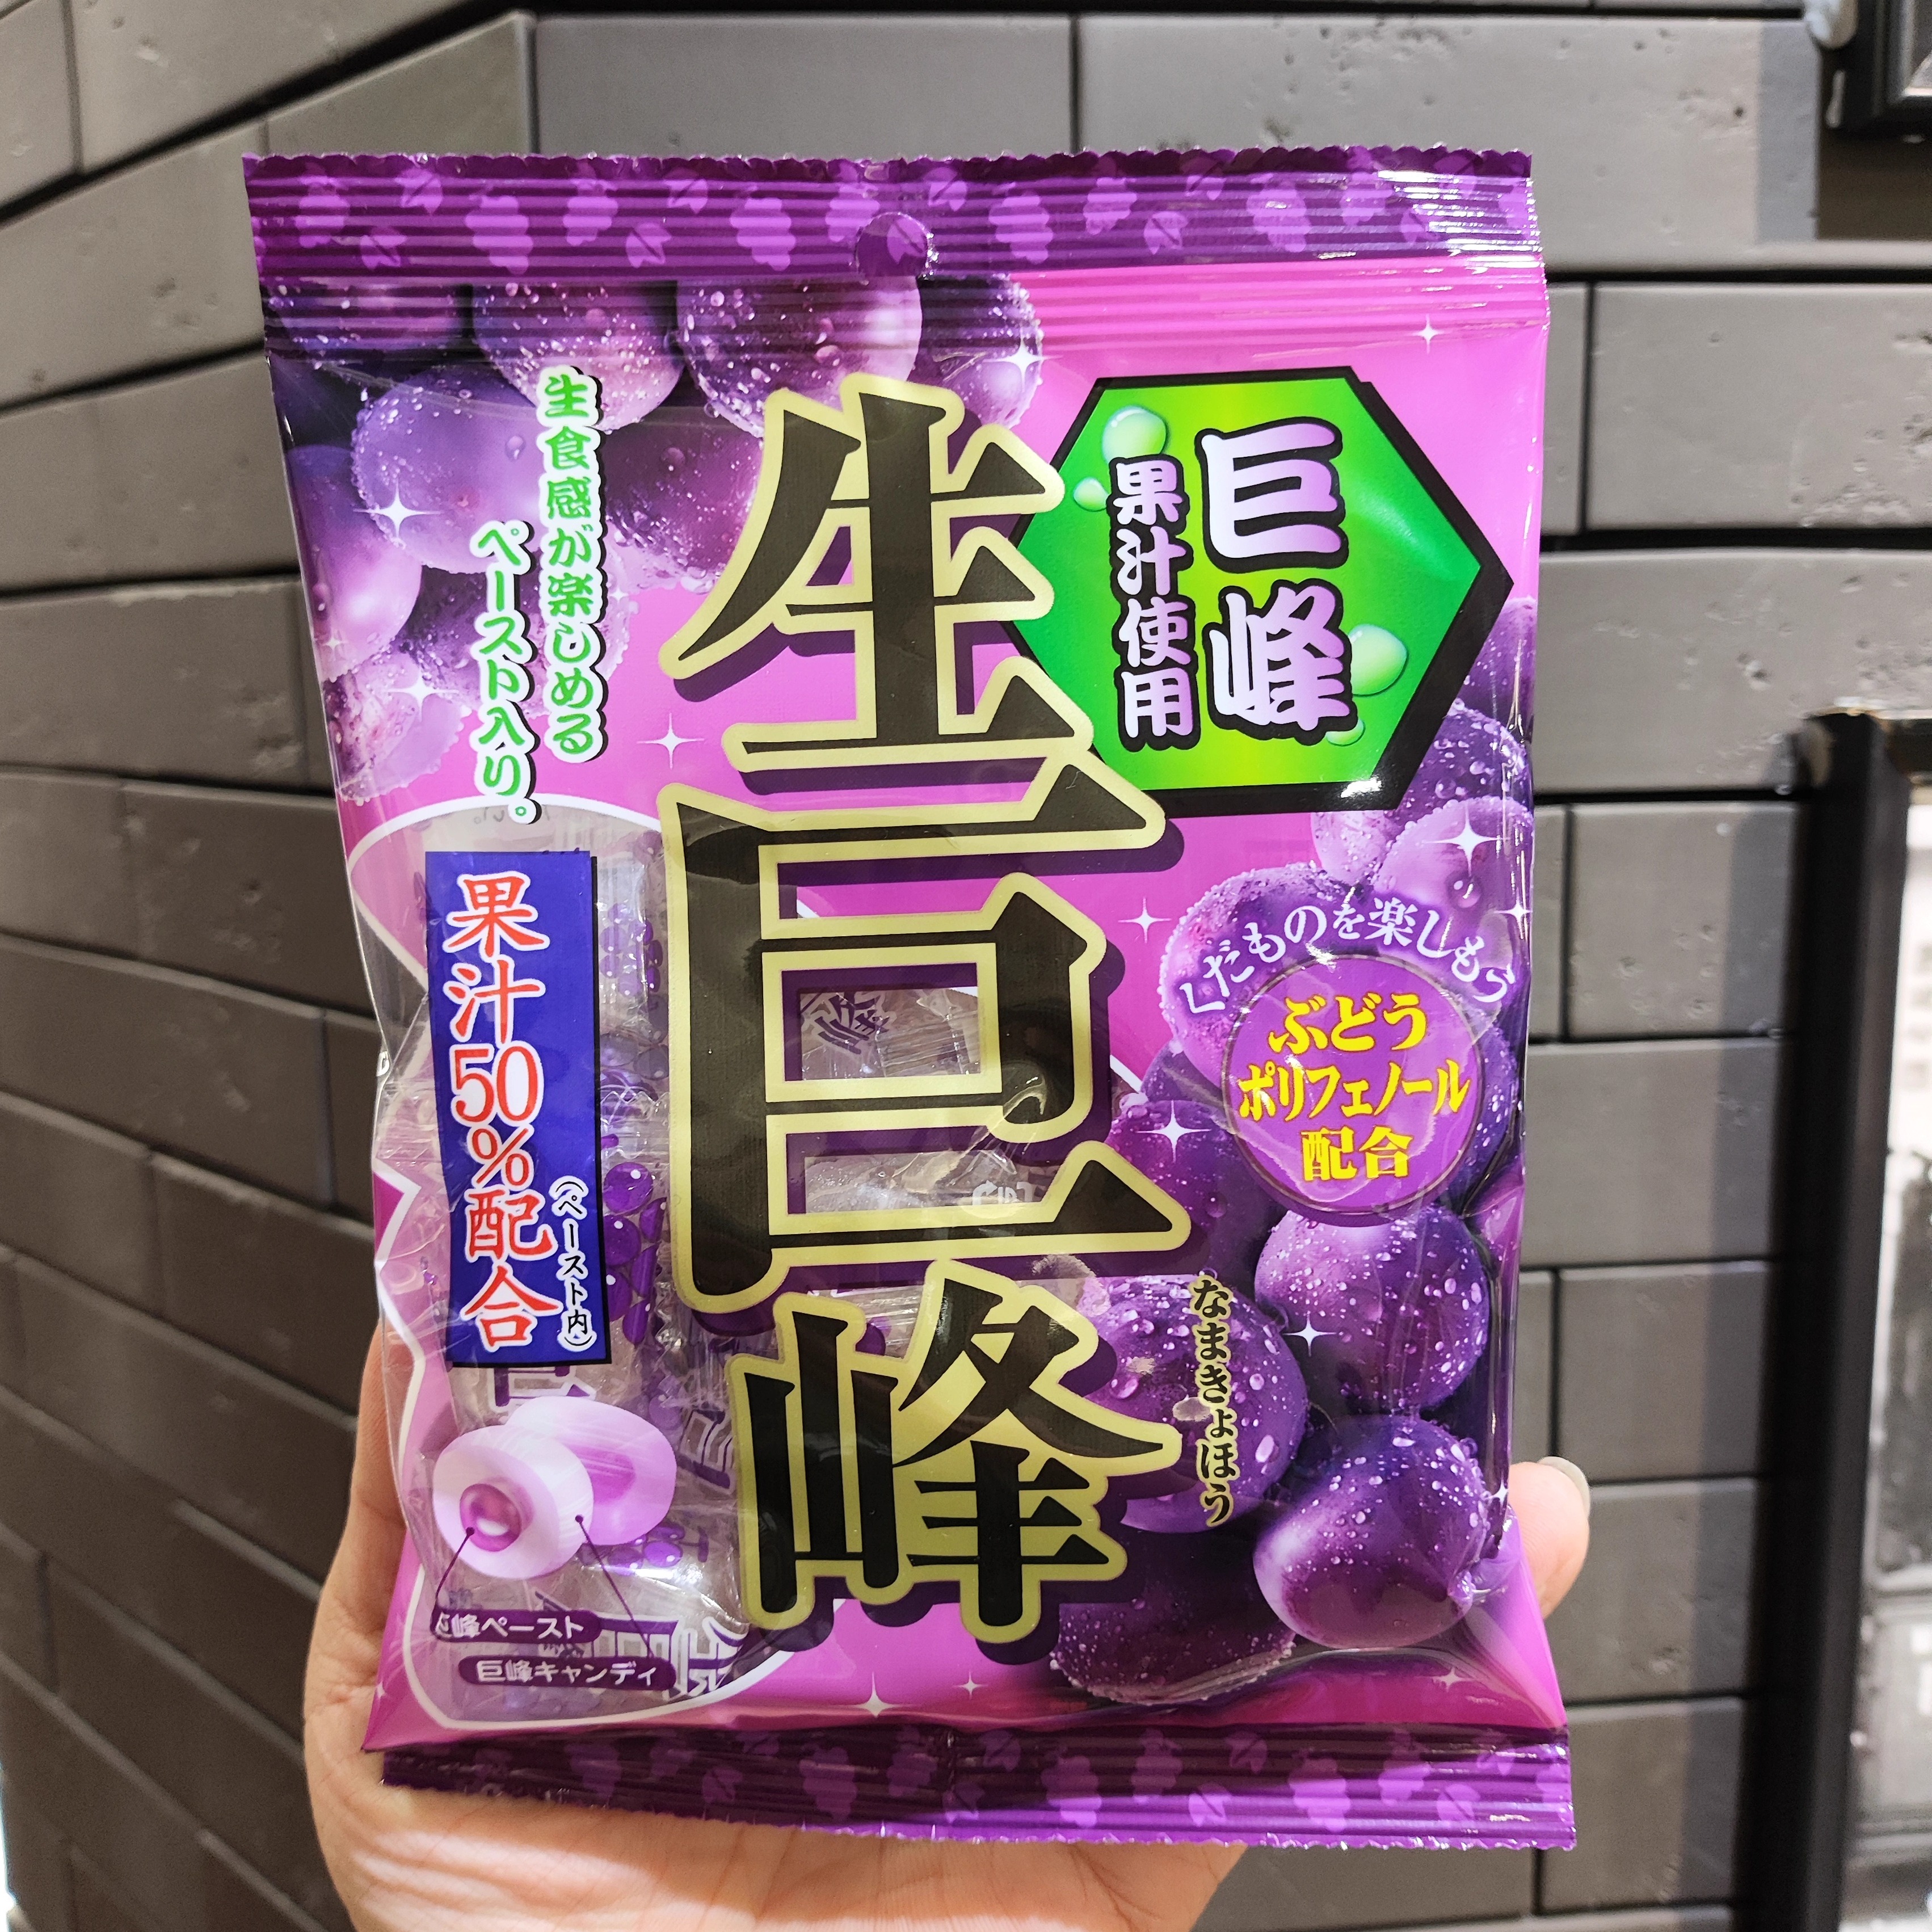 巨峰
果汁使用
生巨峰
なまきょほう
生食感が楽しめる
ペースト入り。
くだものを楽しもう
ぶどう
ポリフェノール
配合
果汁50%配合
(ペースト内)
巨峰ペースト
巨峰キャンディ